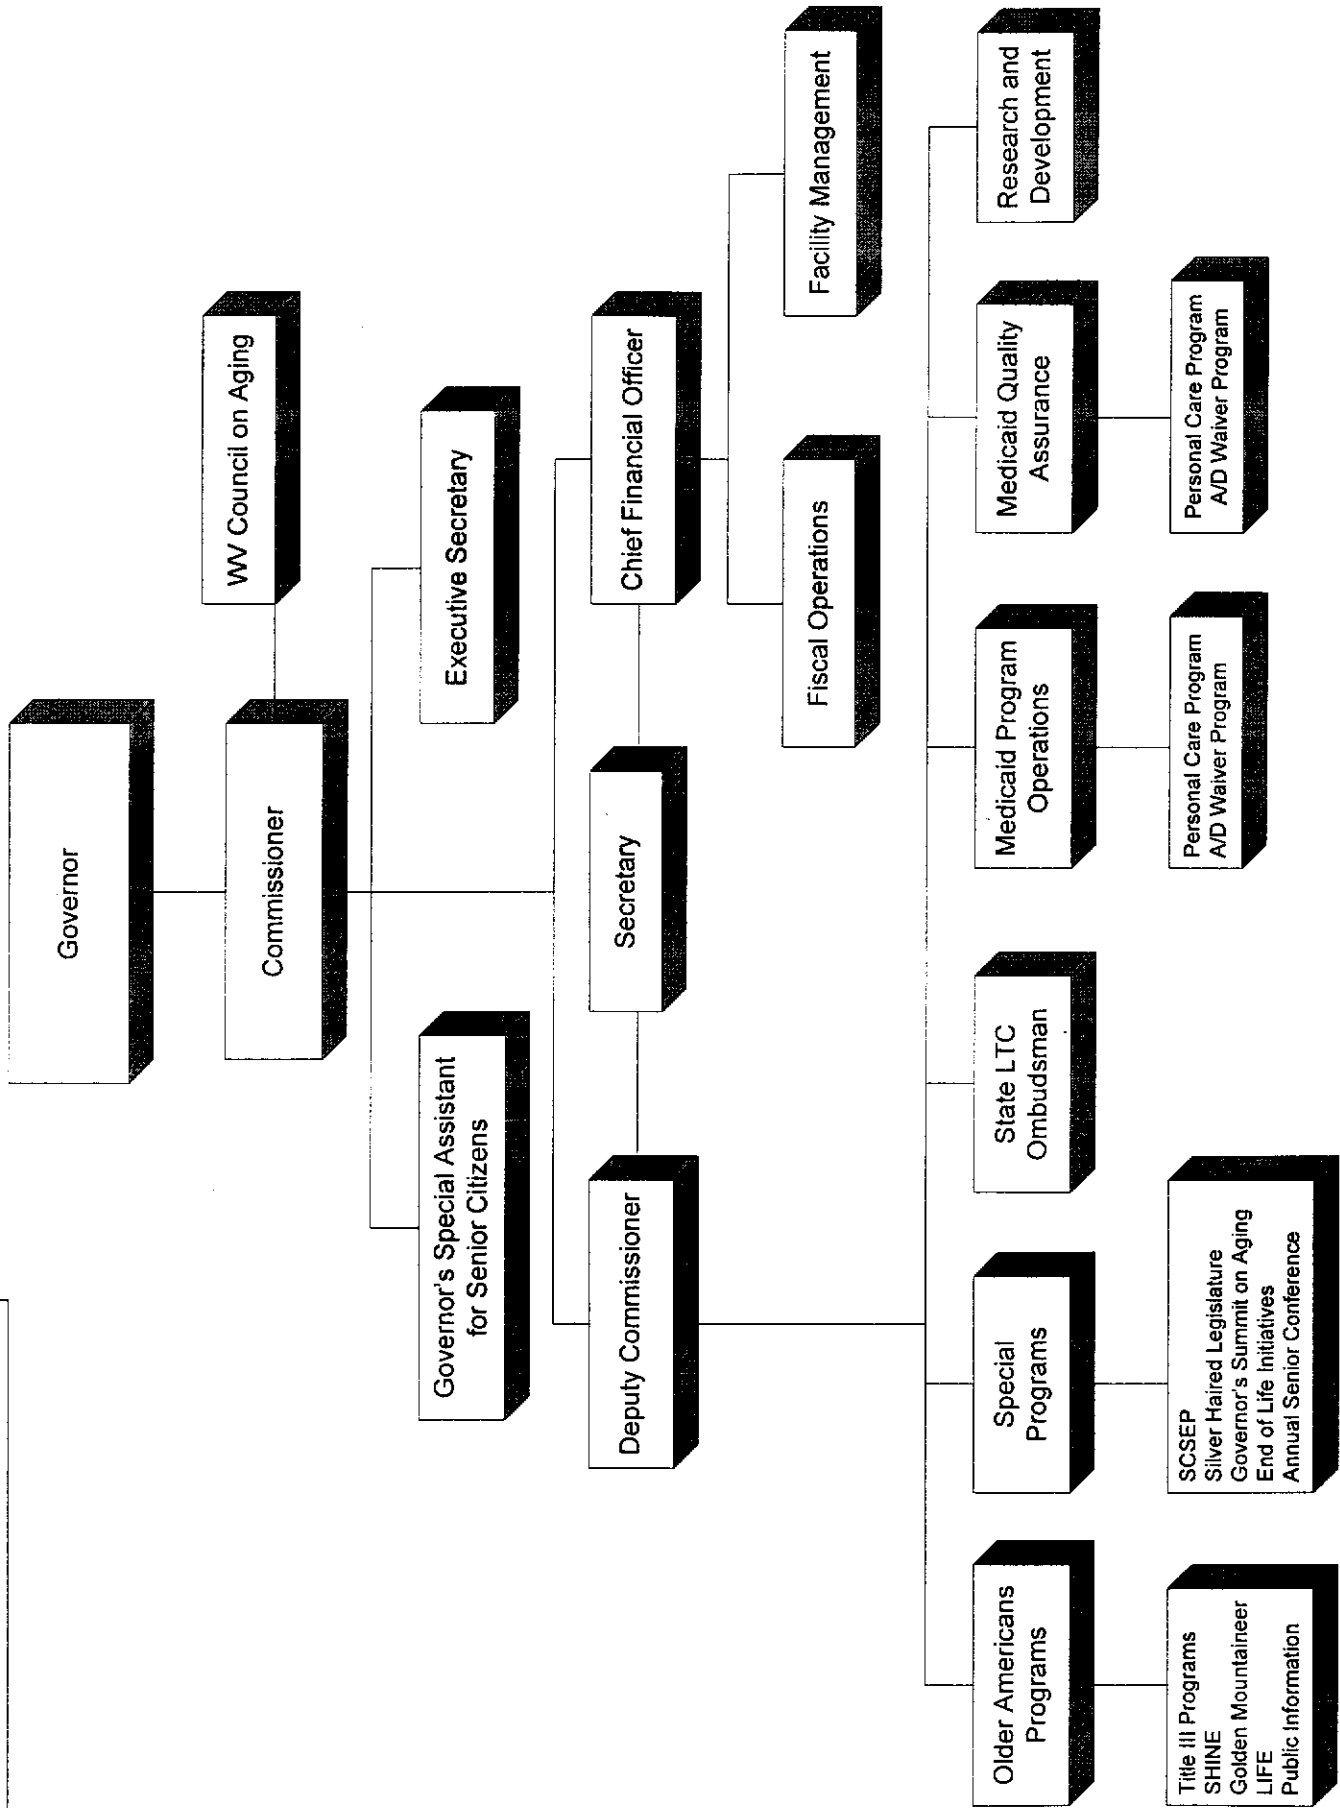 Governor
Commissioner
WV Council on Aging
Governor's Special Assistant
for Senior Citizens
Executive Secretary
Deputy Commissioner
Secretary
Chief Financial Officer
Fiscal Operations
Facility Management
Older Americans
Programs
Special
Programs
State LTC
Ombudsman
Medicaid Program
Operations
Medicaid Quality
Assurance
Research and
Development
Title III Programs
SHINE
Golden Mountaineer
LIFE
Public Information
SCSEP
Silver Haired Legislature
Governor's Summit on Aging
End of Life Initiatives
Annual Senior Conference
Personal Care Program
A/D Waiver Program
Personal Care Program
A/D Waiver Program